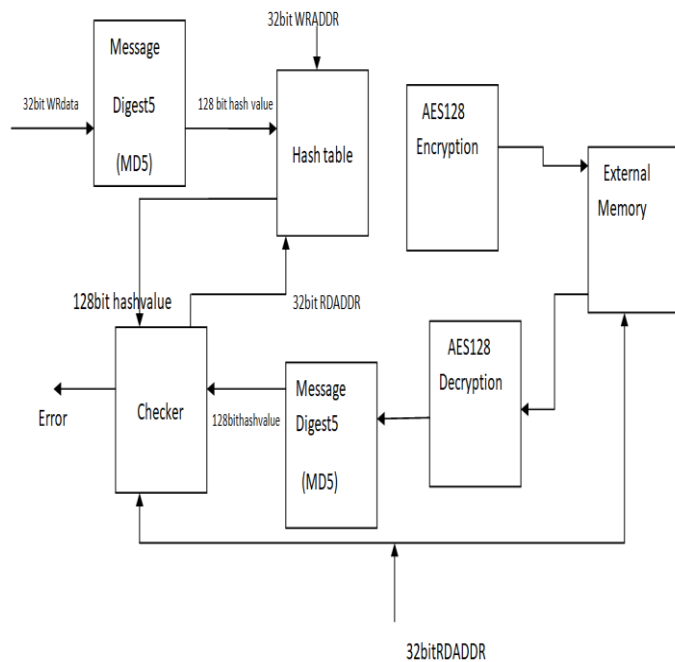 32bit WRADDR
Message
Digest5
(MD5)
32bit WRdata
128 bit hash value
Hash table
AES128
Encryption
External
Memory
128bit hashvalue
32bit RDADDR
AES128
Decryption
Message
Digest5
(MD5)
Checker
Error
128bithashvalue
32bitRDADDR